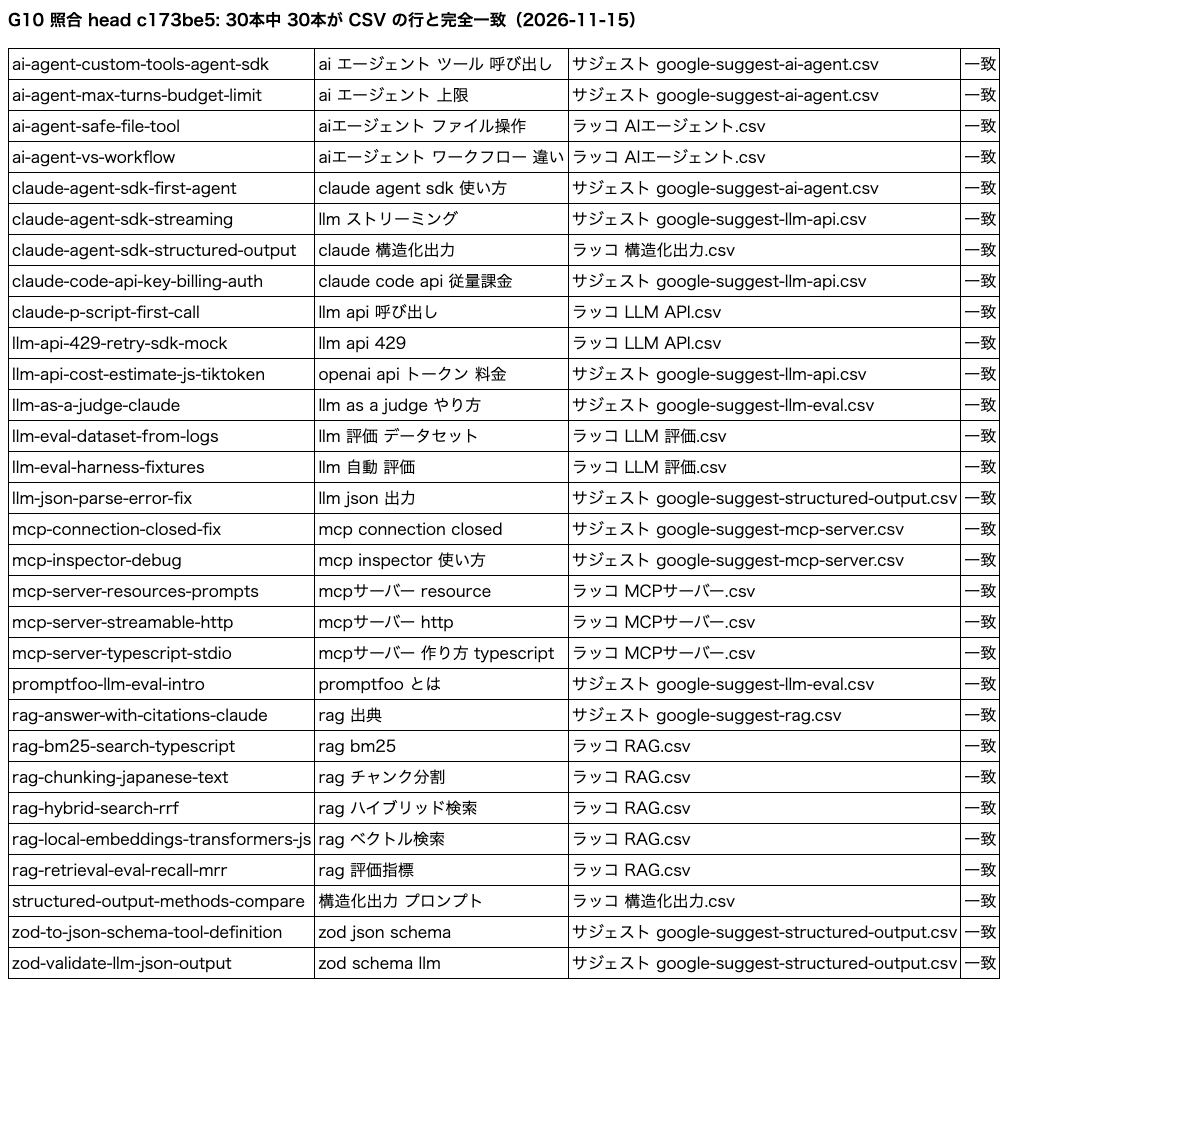 G10 照合 head c173be5: 30本中 30本が CSV の行と完全一致（2026-11-15）
ai-agent-custom-tools-agent-sdk ai エージェント ツール 呼び出し サジェスト google-suggest-ai-agent.csv 一致
ai-agent-max-turns-budget-limit ai エージェント 上限 サジェスト google-suggest-ai-agent.csv 一致
ai-agent-safe-file-tool aiエージェント ファイル操作 ラッコ AIエージェント.csv 一致
ai-agent-vs-workflow aiエージェント ワークフロー 違い ラッコ AIエージェント.csv 一致
claude-agent-sdk-first-agent claude agent sdk 使い方 サジェスト google-suggest-ai-agent.csv 一致
claude-agent-sdk-streaming llm ストリーミング サジェスト google-suggest-llm-api.csv 一致
claude-agent-sdk-structured-output claude 構造化出力 ラッコ 構造化出力.csv 一致
claude-code-api-key-billing-auth claude code api 従量課金 サジェスト google-suggest-llm-api.csv 一致
claude-p-script-first-call llm api 呼び出し ラッコ LLM API.csv 一致
llm-api-429-retry-sdk-mock llm api 429 ラッコ LLM API.csv 一致
llm-api-cost-estimate-js-tiktoken openai api トークン 料金 サジェスト google-suggest-llm-api.csv 一致
llm-as-a-judge-claude llm as a judge やり方 サジェスト google-suggest-llm-eval.csv 一致
llm-eval-dataset-from-logs llm 評価 データセット ラッコ LLM 評価.csv 一致
llm-eval-harness-fixtures llm 自動 評価 ラッコ LLM 評価.csv 一致
llm-json-parse-error-fix llm json 出力 サジェスト google-suggest-structured-output.csv 一致
mcp-connection-closed-fix mcp connection closed サジェスト google-suggest-mcp-server.csv 一致
mcp-inspector-debug mcp inspector 使い方 サジェスト google-suggest-mcp-server.csv 一致
mcp-server-resources-prompts mcpサーバー resource ラッコ MCPサーバー.csv 一致
mcp-server-streamable-http mcpサーバー http ラッコ MCPサーバー.csv 一致
mcp-server-typescript-stdio mcpサーバー 作り方 typescript ラッコ MCPサーバー.csv 一致
promptfoo-llm-eval-intro promptfoo とは サジェスト google-suggest-llm-eval.csv 一致
rag-answer-with-citations-claude rag 出典 サジェスト google-suggest-rag.csv 一致
rag-bm25-search-typescript rag bm25 ラッコ RAG.csv 一致
rag-chunking-japanese-text rag チャンク分割 ラッコ RAG.csv 一致
rag-hybrid-search-rrf rag ハイブリッド検索 ラッコ RAG.csv 一致
rag-local-embeddings-transformers-js rag ベクトル検索 ラッコ RAG.csv 一致
rag-retrieval-eval-recall-mrr rag 評価指標 ラッコ RAG.csv 一致
structured-output-methods-compare 構造化出力 プロンプト ラッコ 構造化出力.csv 一致
zod-to-json-schema-tool-definition zod json schema サジェスト google-suggest-structured-output.csv 一致
zod-validate-llm-json-output zod schema llm サジェスト google-suggest-structured-output.csv 一致